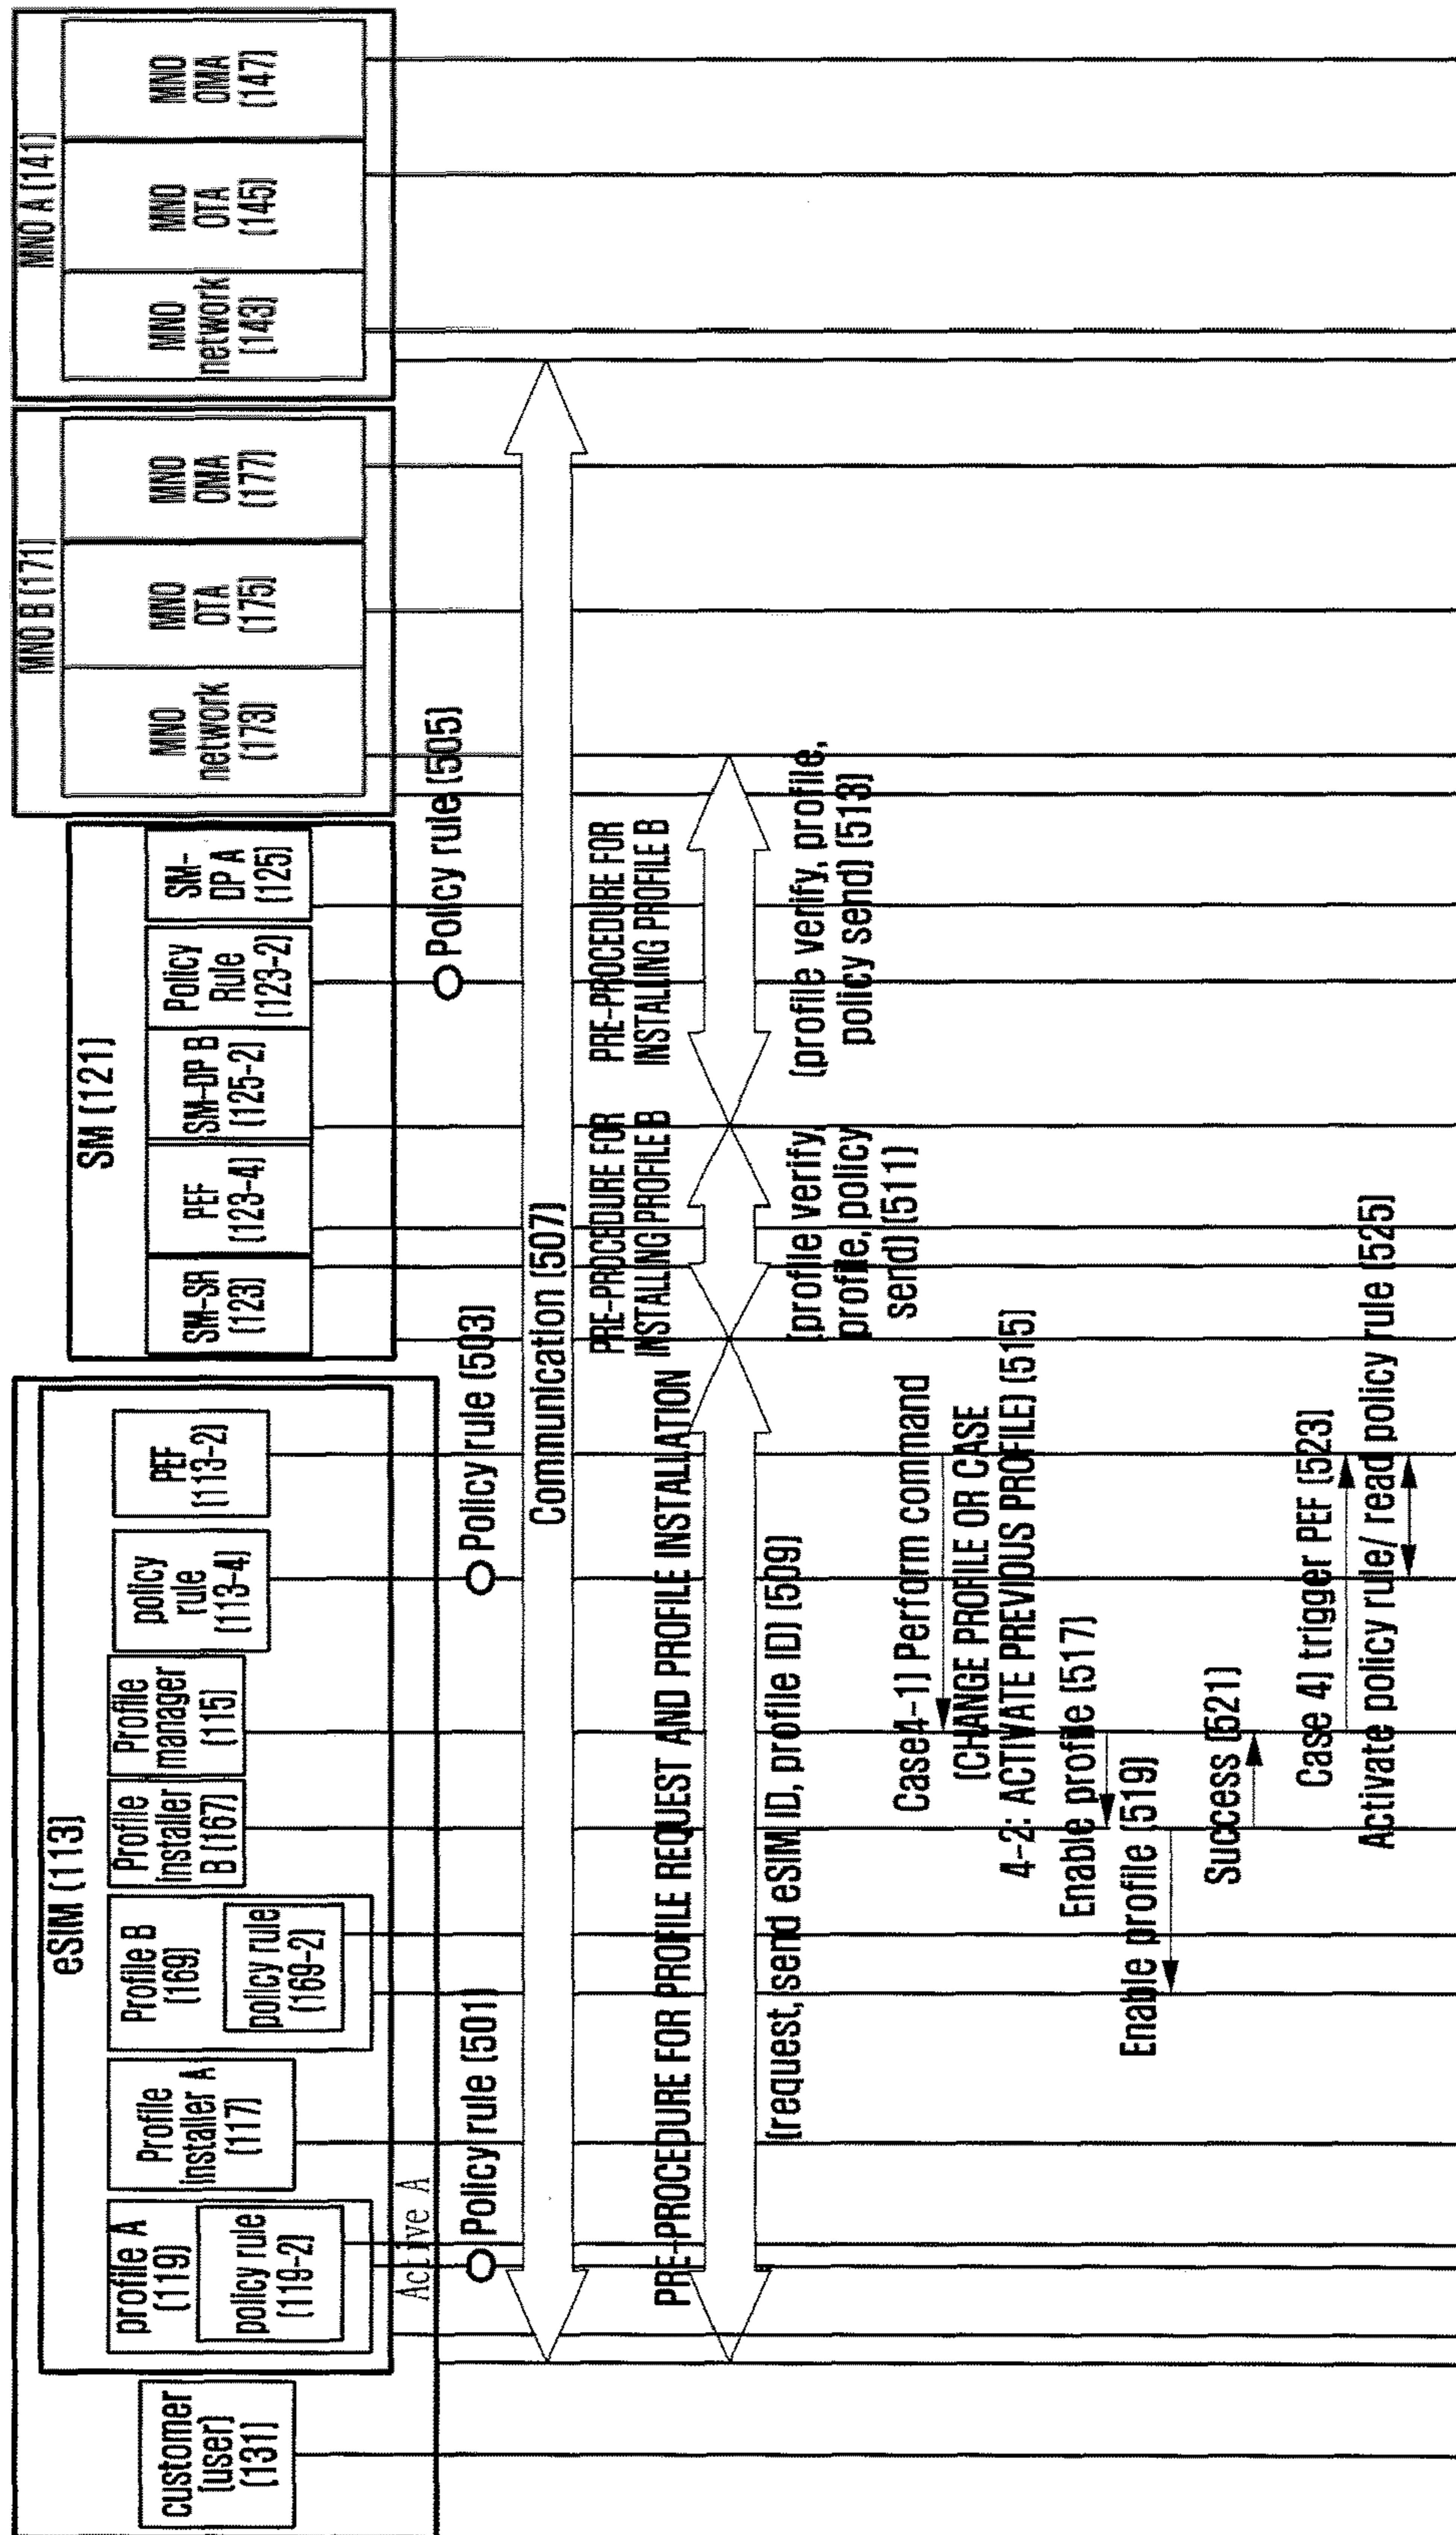 eSIM (113)
customer
(user)
(131)
profile A
(119)
policy rule
(119-2)
Profile
installer A
(117)
Profile B
(169)
policy rule
(169-2)
Profile
installer
B (167)
Profile
manager
(115)
policy
rule
(113-4)
PEF
(113-2)
SM (121)
SM-SR
(123)
PEF
(123-4)
SM-DP B
(125-2)
Policy
Rule
(123-2)
SM-
DP A
(125)
MNO B (171)
MNO
network
(173)
MNO
OTA
(175)
MNO
OMA
(177)
MNO A (141)
MNO
network
(143)
MNO
OTA
(145)
MNO
OMA
(147)
Active A
Policy rule (501)
Policy rule (503)
Policy rule (505)
Communication (507)
PRE-PROCEDURE FOR PROFILE REQUEST AND PROFILE INSTALLATION
PRE-PROCEDURE FOR
INSTALLING PROFILE B
PRE-PROCEDURE FOR
INSTALLING PROFILE B
(request, send eSIM ID, profile ID) (509)
(profile verify,
profile, policy
send) (511)
(profile verify, profile,
policy send) (513)
Case4-1) Perform command
(CHANGE PROFILE OR CASE
4-2: ACTIVATE PREVIOUS PROFILE) (515)
Enable profile (517)
Enable profile (519)
Success (521)
Case 4) trigger PEF (523)
Activate policy rule/ read policy rule (525)